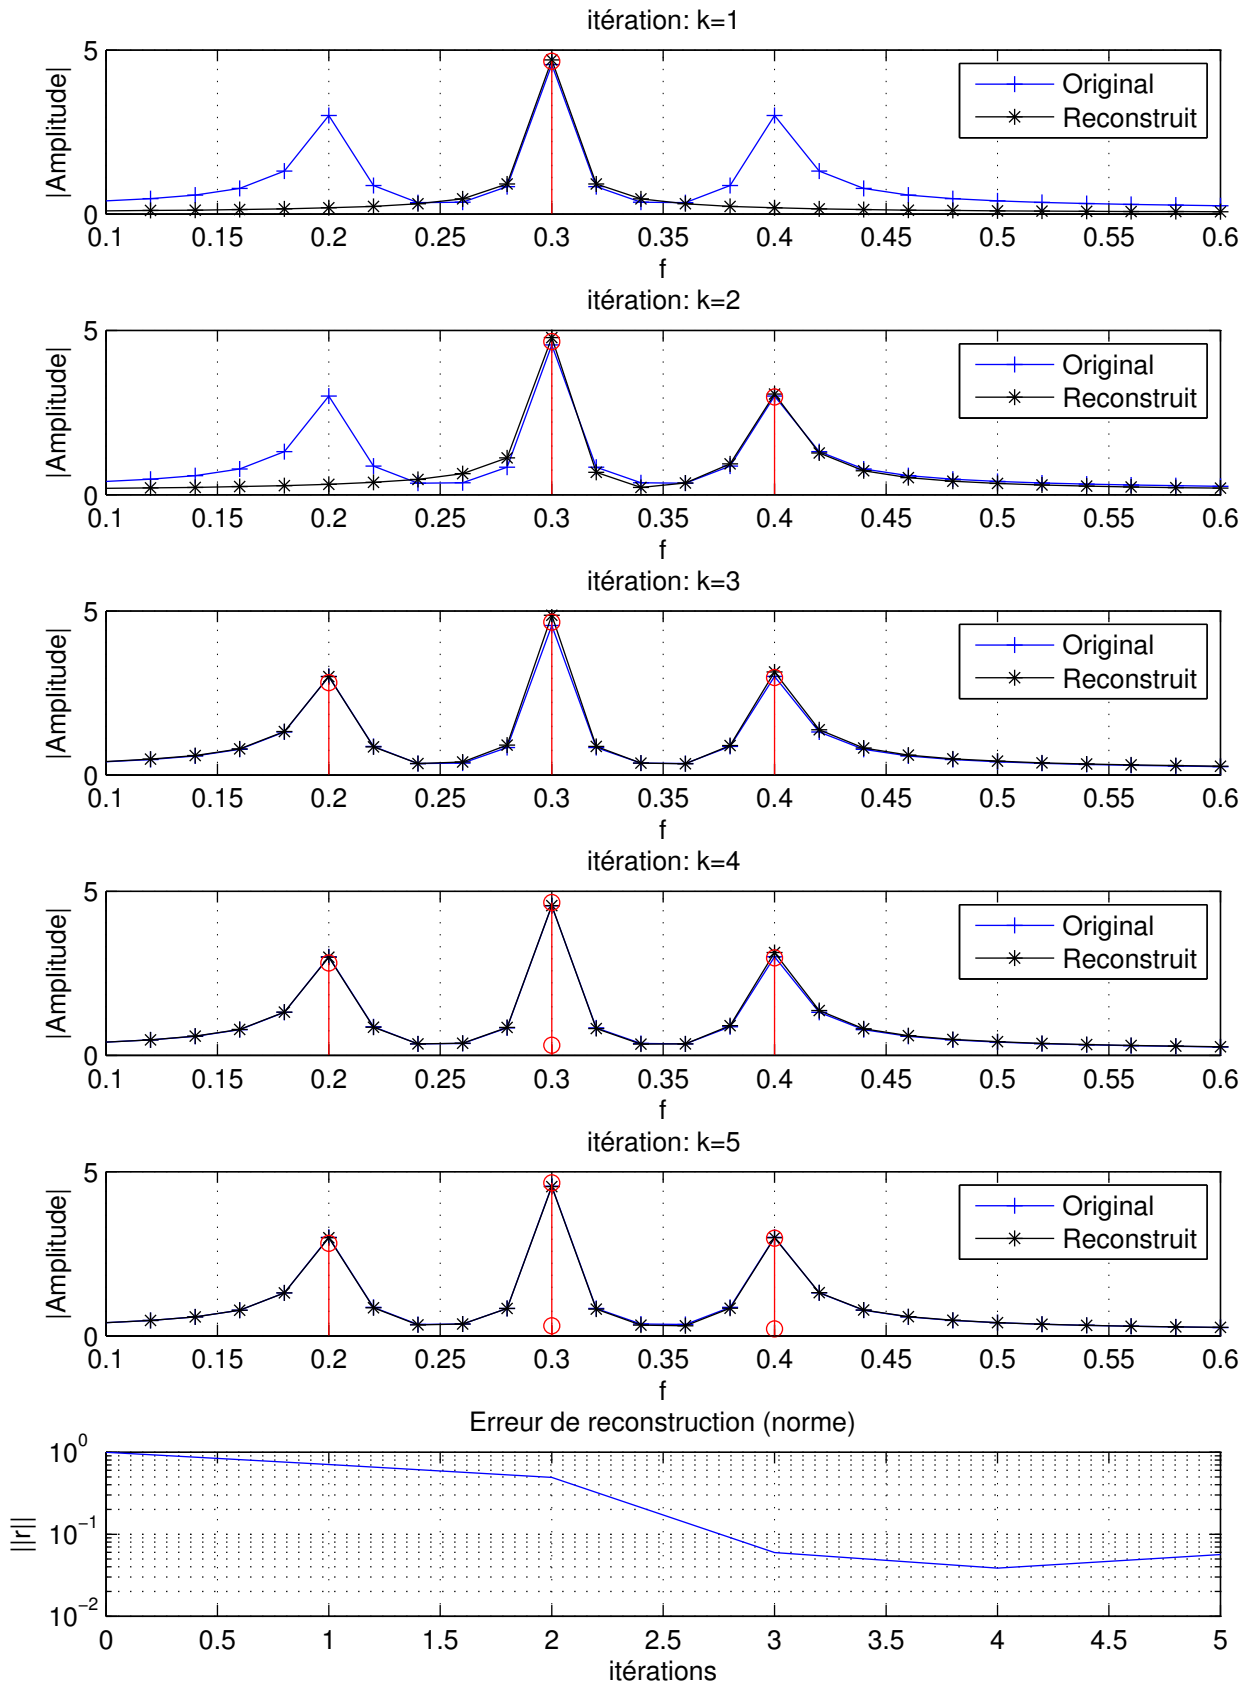 itération: k=1
|Amplitude|
5
0
Original
Reconstruit
0.1 0.15 0.2 0.25 0.3 0.35 0.4 0.45 0.5 0.55 0.6
f
itération: k=2
|Amplitude|
5
0
Original
Reconstruit
0.1 0.15 0.2 0.25 0.3 0.35 0.4 0.45 0.5 0.55 0.6
f
itération: k=3
|Amplitude|
5
0
Original
Reconstruit
0.1 0.15 0.2 0.25 0.3 0.35 0.4 0.45 0.5 0.55 0.6
f
itération: k=4
|Amplitude|
5
0
Original
Reconstruit
0.1 0.15 0.2 0.25 0.3 0.35 0.4 0.45 0.5 0.55 0.6
f
itération: k=5
|Amplitude|
5
0
Original
Reconstruit
0.1 0.15 0.2 0.25 0.3 0.35 0.4 0.45 0.5 0.55 0.6
f
Erreur de reconstruction (norme)
||r||
10^0
10^-1
10^-2
0 0.5 1 1.5 2 2.5 3 3.5 4 4.5 5
itérations